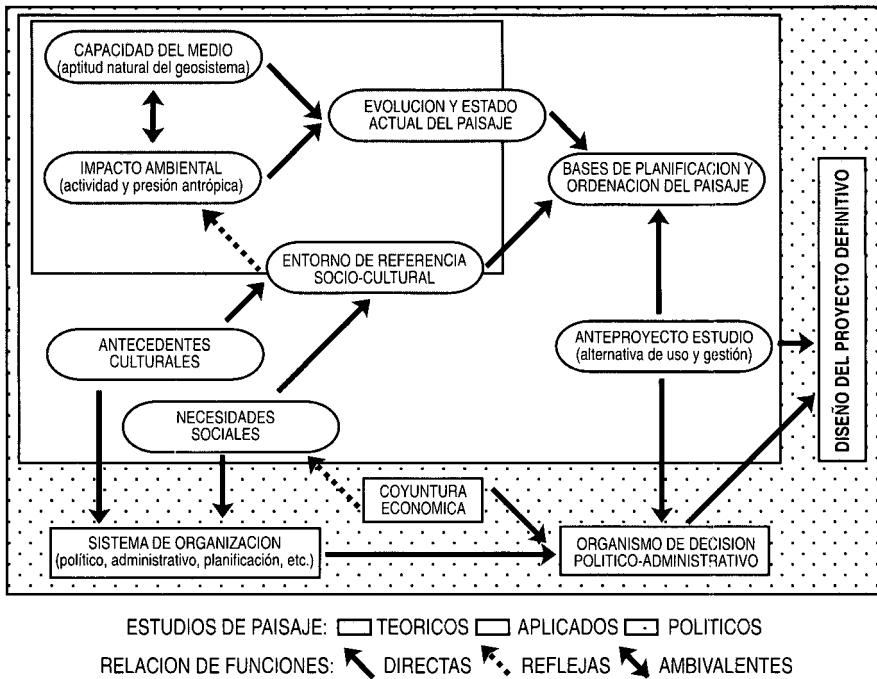 CAPACIDAD DEL MEDIO
(aptitud natural del geosistema)
EVOLUCION Y ESTADO
ACTUAL DEL PAISAJE
IMPACTO AMBIENTAL
(actividad y presión antrópica)
BASES DE PLANIFICACION Y
ORDENACION DEL PAISAJE
ENTORNO DE REFERENCIA
SOCIO-CULTURAL
ANTECEDENTES
CULTURALES
ANTEPROYECTO ESTUDIO
(alternativa de uso y gestión)
NECESIDADES
SOCIALES
DISEÑO DEL PROYECTO DEFINITIVO
COYUNTURA
ECONOMICA
SISTEMA DE ORGANIZACION
(político, administrativo, planificación, etc.)
ORGANISMO DE DECISION
POLITICO-ADMINISTRATIVO
ESTUDIOS DE PAISAJE: TEORICOS APLICADOS POLITICOS
RELACION DE FUNCIONES: DIRECTAS REFLEJAS AMBIVALENTES